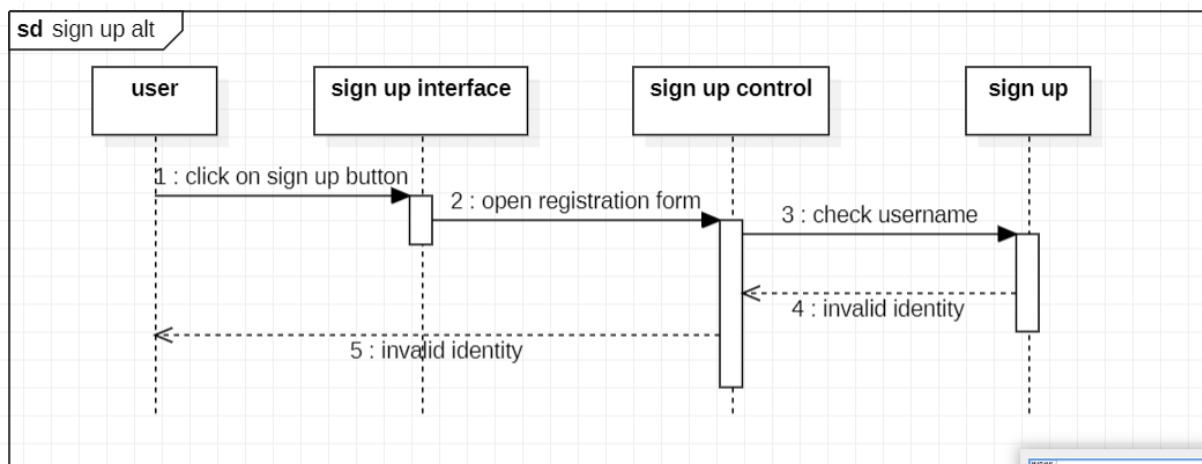 sd sign up alt
user
sign up interface
sign up control
sign up
1 : click on sign up button
2 : open registration form
3 : check username
4 : invalid identity
5 : invalid identity